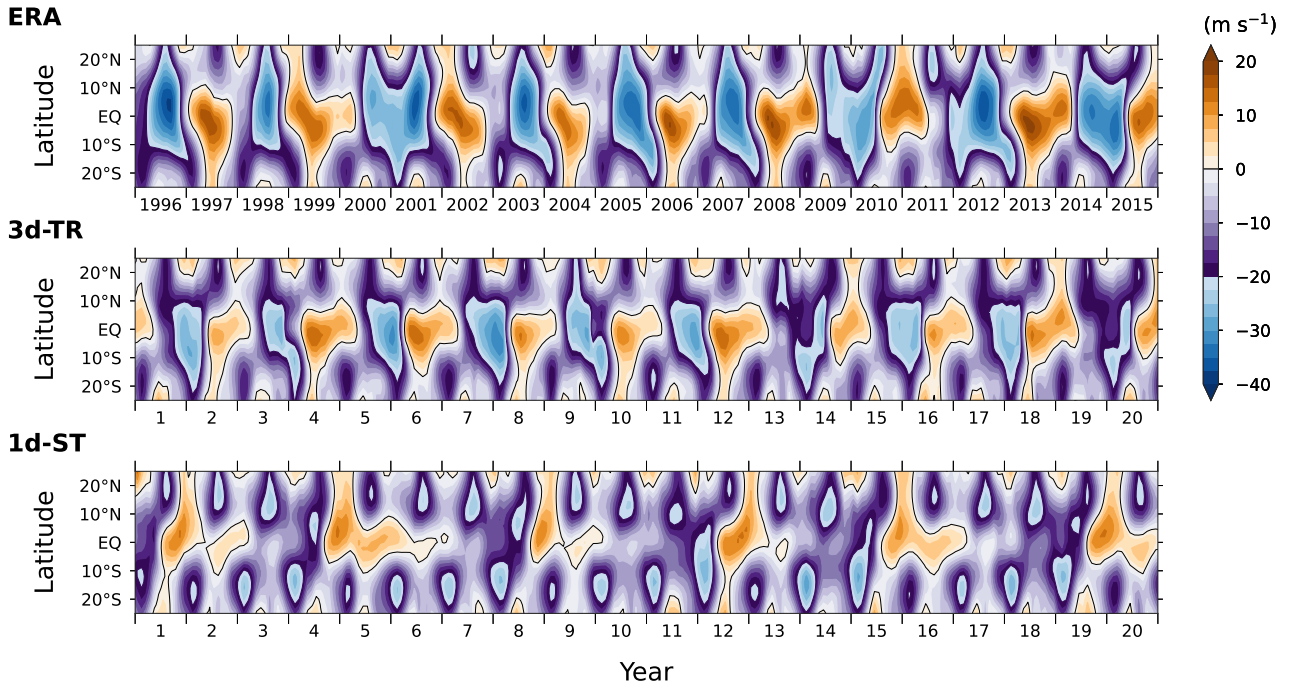 ERA
(m s⁻¹)
Latitude
20°N
10°N
EQ
10°S
20°S
1996 1997 1998 1999 2000 2001 2002 2003 2004 2005 2006 2007 2008 2009 2010 2011 2012 2013 2014 2015
20
10
0
−10
−20
−30
−40
3d-TR
Latitude
20°N
10°N
EQ
10°S
20°S
1 2 3 4 5 6 7 8 9 10 11 12 13 14 15 16 17 18 19 20
1d-ST
Latitude
20°N
10°N
EQ
10°S
20°S
1 2 3 4 5 6 7 8 9 10 11 12 13 14 15 16 17 18 19 20
Year